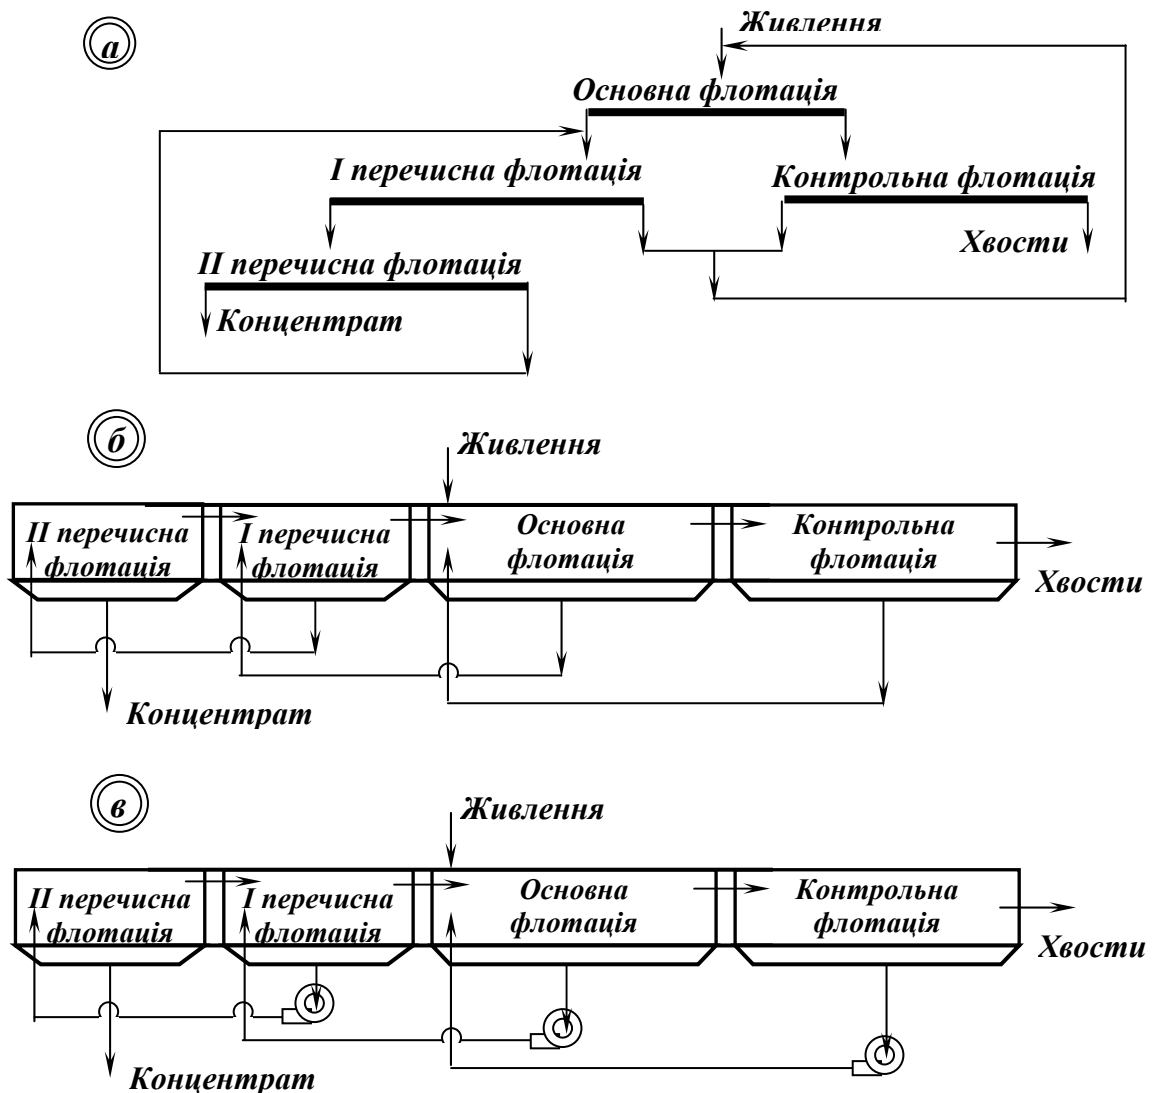 а
Живлення
Основна флотація
І перечисна флотація
Контрольна флотація
Хвости
ІІ перечисна флотація
Концентрат
б
Живлення
ІІ перечисна
флотація
І перечисна
флотація
Основна
флотація
Контрольна
флотація
Хвости
Концентрат
в
Живлення
ІІ перечисна
флотація
І перечисна
флотація
Основна
флотація
Контрольна
флотація
Хвости
Концентрат